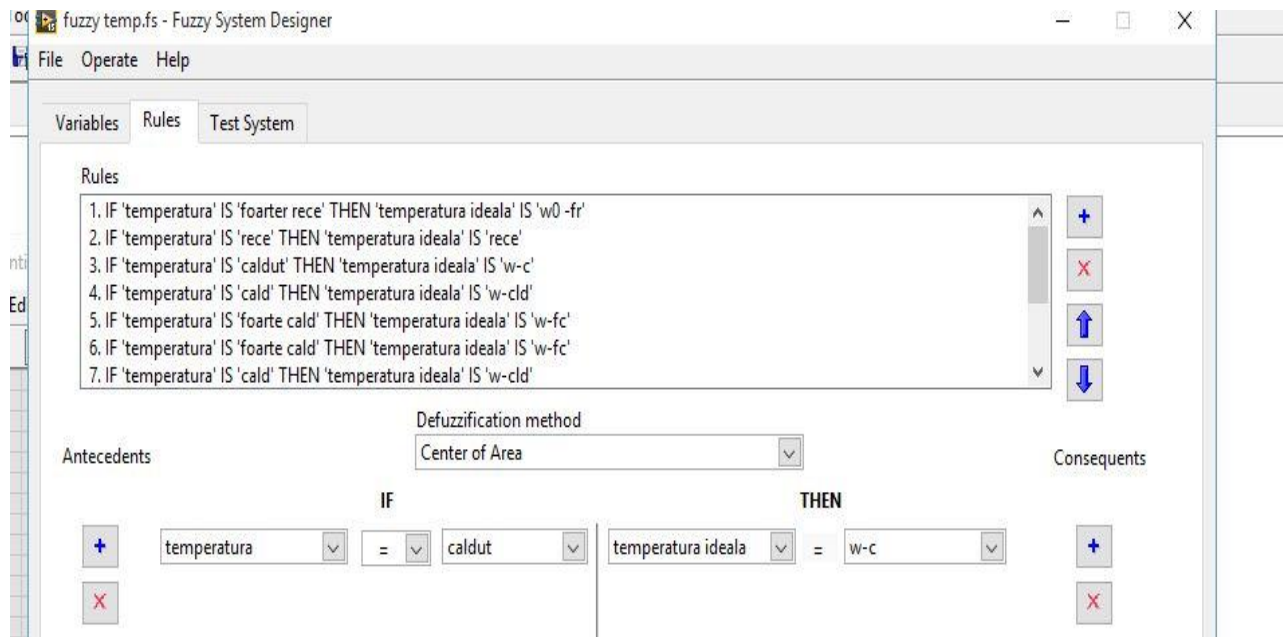 fuzzy temp.fs - Fuzzy System Designer
File Operate Help
Variables Rules Test System
Rules
1. IF 'temperatura' IS 'foarter rece' THEN 'temperatura ideala' IS 'w0 -fr'
2. IF 'temperatura' IS 'rece' THEN 'temperatura ideala' IS 'rece'
3. IF 'temperatura' IS 'caldut' THEN 'temperatura ideala' IS 'w-c'
4. IF 'temperatura' IS 'cald' THEN 'temperatura ideala' IS 'w-cld'
5. IF 'temperatura' IS 'foarte cald' THEN 'temperatura ideala' IS 'w-fc'
6. IF 'temperatura' IS 'foarte cald' THEN 'temperatura ideala' IS 'w-fc'
7. IF 'temperatura' IS 'cald' THEN 'temperatura ideala' IS 'w-cld'
Defuzzification method
Center of Area
Antecedents
Consequents
IF THEN
temperatura = caldut temperatura ideala = w-c